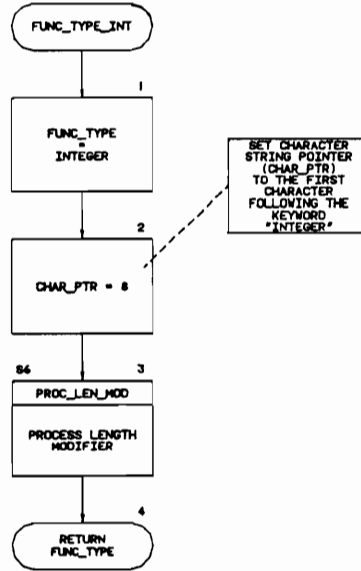 FUNC_TYPE_INT
1
FUNC_TYPE
=
INTEGER
SET CHARACTER
STRING POINTER
(CHAR_PTR)
TO THE FIRST
CHARACTER
FOLLOWING THE
KEYWORD
"INTEGER"
2
CHAR_PTR = 8
S6
3
PROC_LEN_MOD
PROCESS LENGTH
MODIFIER
4
RETURN
FUNC_TYPE